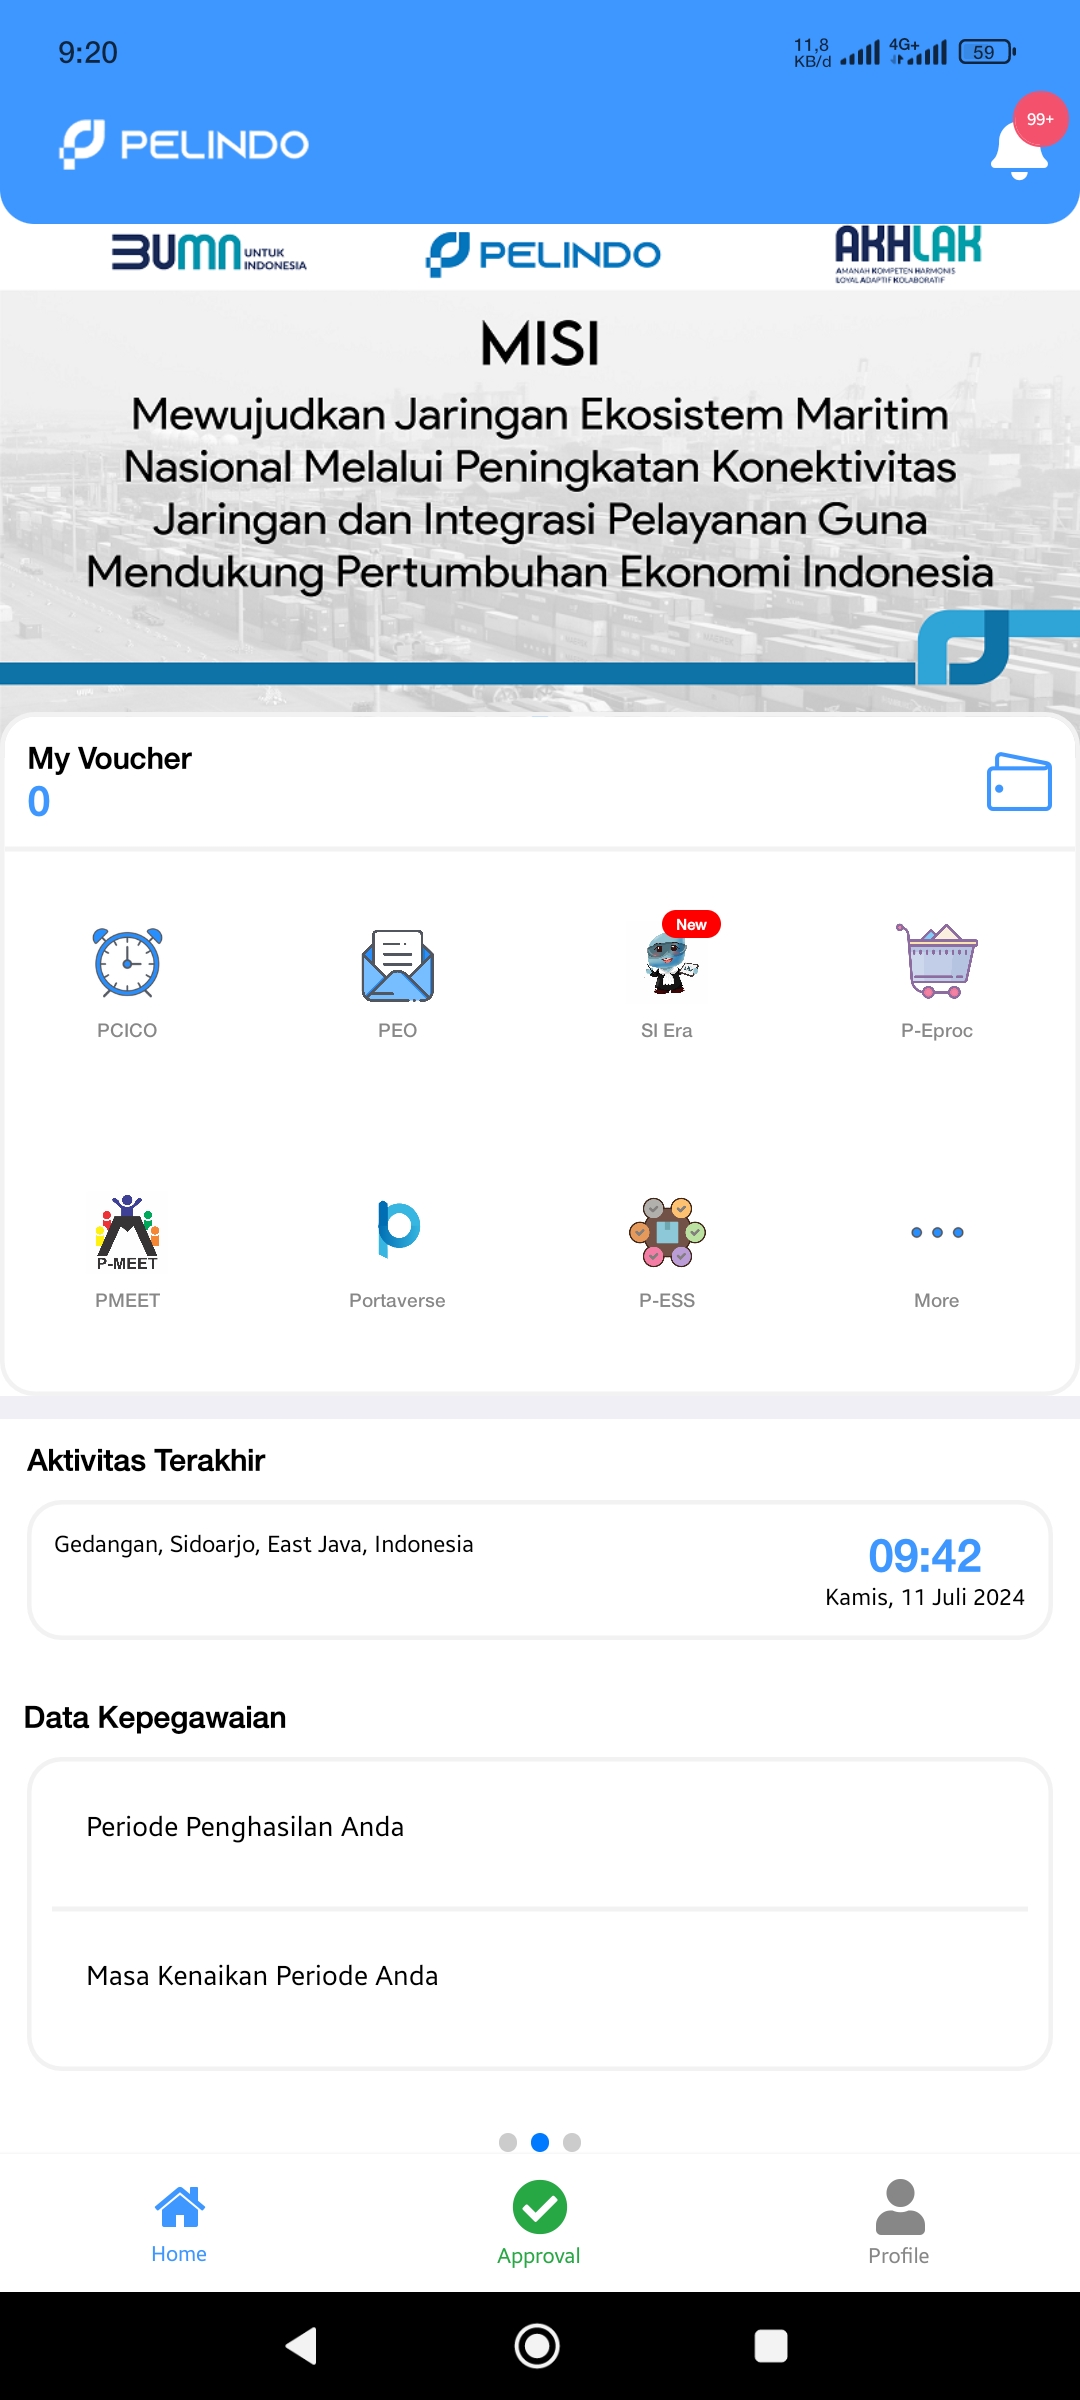 9:20
11,8
KB/d
4G+
59
PELINDO
99+
BUMN UNTUK
INDONESIA
PELINDO
AKHLAK
AMANAH KOMPETEN HARMONIS
LOYAL ADAPTIF KOLABORATIF
MISI
Mewujudkan Jaringan Ekosistem Maritim
Nasional Melalui Peningkatan Konektivitas
Jaringan dan Integrasi Pelayanan Guna
Mendukung Pertumbuhan Ekonomi Indonesia
My Voucher
0
New
PCICO
PEO
SI Era
P-Eproc
P-MEET
PMEET
Portaverse
P-ESS
More
Aktivitas Terakhir
Gedangan, Sidoarjo, East Java, Indonesia
09:42
Kamis, 11 Juli 2024
Data Kepegawaian
Periode Penghasilan Anda
Masa Kenaikan Periode Anda
Home
Approval
Profile